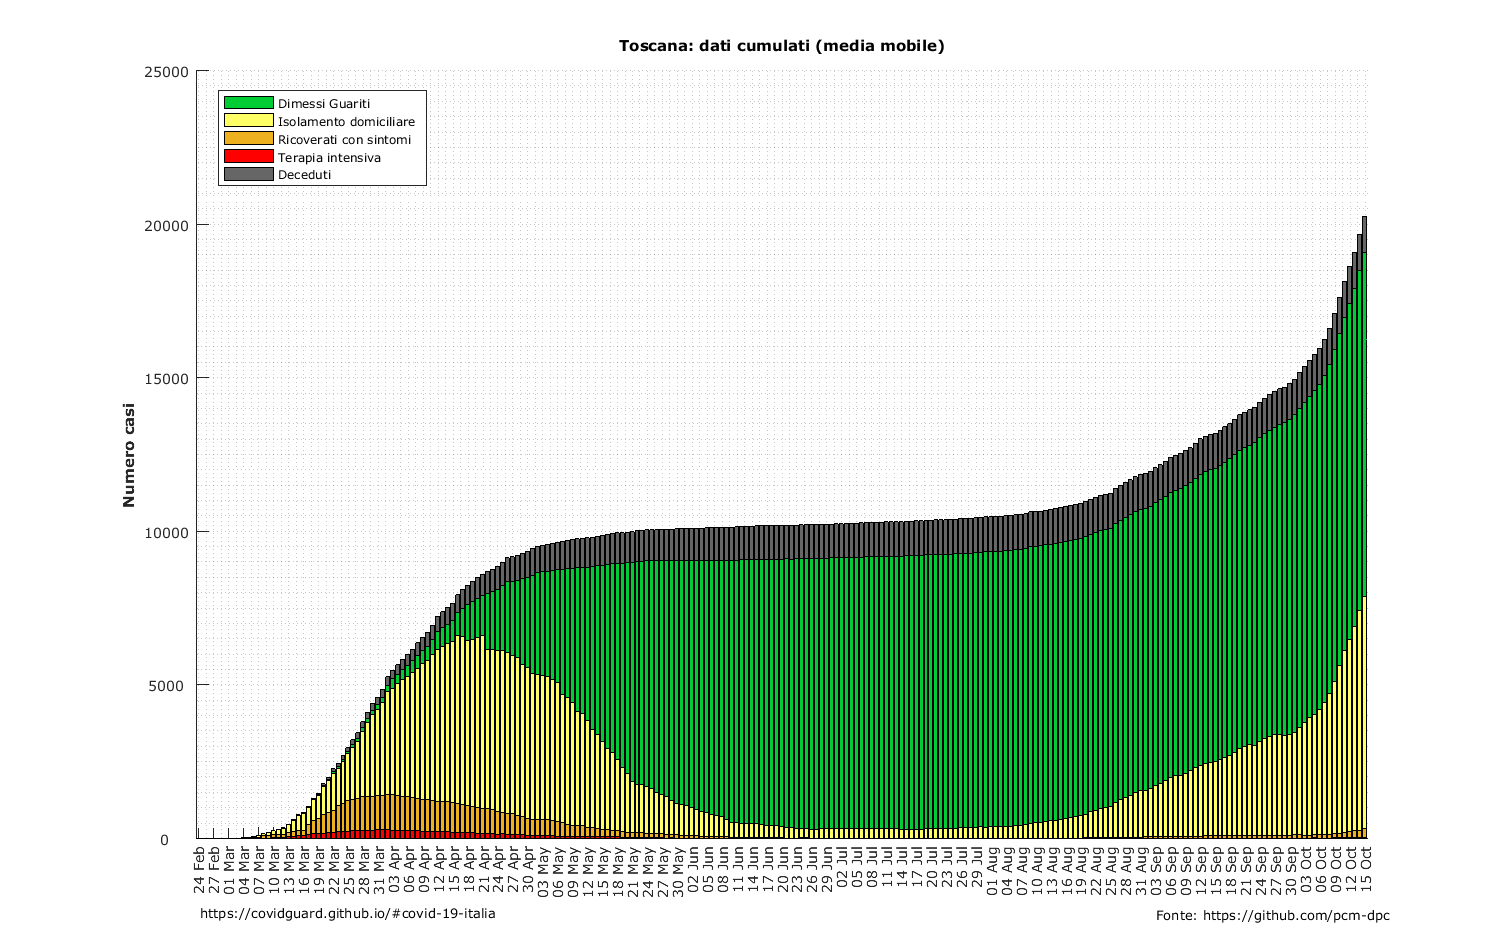 Toscana: dati cumulati (media mobile)
25000
20000
15000
10000
5000
0
Numero casi
Dimessi Guariti
Isolamento domiciliare
Ricoverati con sintomi
Terapia intensiva
Deceduti
24 Feb
27 Feb
01 Mar
04 Mar
07 Mar
10 Mar
13 Mar
16 Mar
19 Mar
22 Mar
25 Mar
28 Mar
31 Mar
03 Apr
06 Apr
09 Apr
12 Apr
15 Apr
18 Apr
21 Apr
24 Apr
27 Apr
30 Apr
03 May
06 May
09 May
12 May
15 May
18 May
21 May
24 May
27 May
30 May
02 Jun
05 Jun
08 Jun
11 Jun
14 Jun
17 Jun
20 Jun
23 Jun
26 Jun
29 Jun
02 Jul
05 Jul
08 Jul
11 Jul
14 Jul
17 Jul
20 Jul
23 Jul
26 Jul
29 Jul
01 Aug
04 Aug
07 Aug
10 Aug
13 Aug
16 Aug
19 Aug
22 Aug
25 Aug
28 Aug
31 Aug
03 Sep
06 Sep
09 Sep
12 Sep
15 Sep
18 Sep
21 Sep
24 Sep
27 Sep
30 Sep
03 Oct
06 Oct
09 Oct
12 Oct
15 Oct
https://covidguard.github.io/#covid-19-italia
Fonte: https://github.com/pcm-dpc